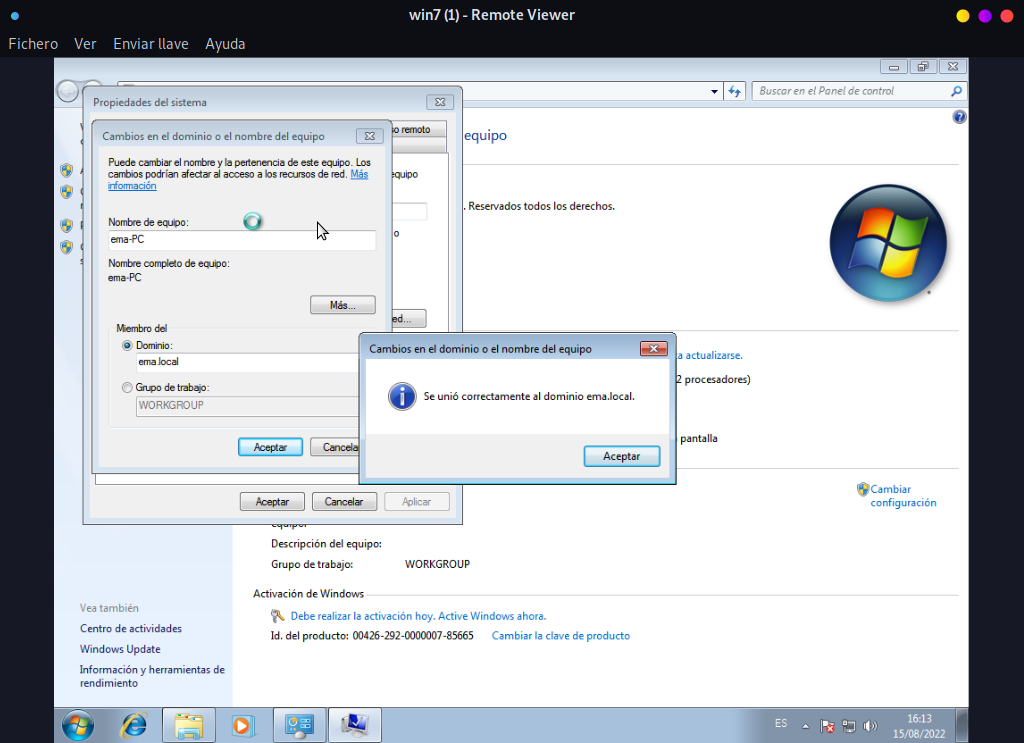 win7 (1) - Remote Viewer
Fichero Ver Enviar llave Ayuda
Buscar en el Panel de control
Propiedades del sistema
so remoto
equipo
Cambios en el dominio o el nombre del equipo
Puede cambiar el nombre y la pertenencia de este equipo. Los
cambios podrían afectar al acceso a los recursos de red. Más
información
equipo
. Reservados todos los derechos.
Nombre de equipo:
ema-PC
o
Nombre completo de equipo:
ema-PC
Más...
ed...
Miembro del
Dominio:
ema.local
Grupo de trabajo:
WORKGROUP
Aceptar Cancela
Cambios en el dominio o el nombre del equipo
Se unió correctamente al dominio ema.local.
Aceptar
a actualizarse.
2 procesadores)
pantalla
Aceptar Cancelar Aplicar
Cambiar
configuración
equipo:
Descripción del equipo:
Grupo de trabajo: WORKGROUP
Activación de Windows
Debe realizar la activación hoy. Active Windows ahora.
Id. del producto: 00426-292-0000007-85665 Cambiar la clave de producto
Vea también
Centro de actividades
Windows Update
Información y herramientas de
rendimiento
ES
16:13
15/08/2022